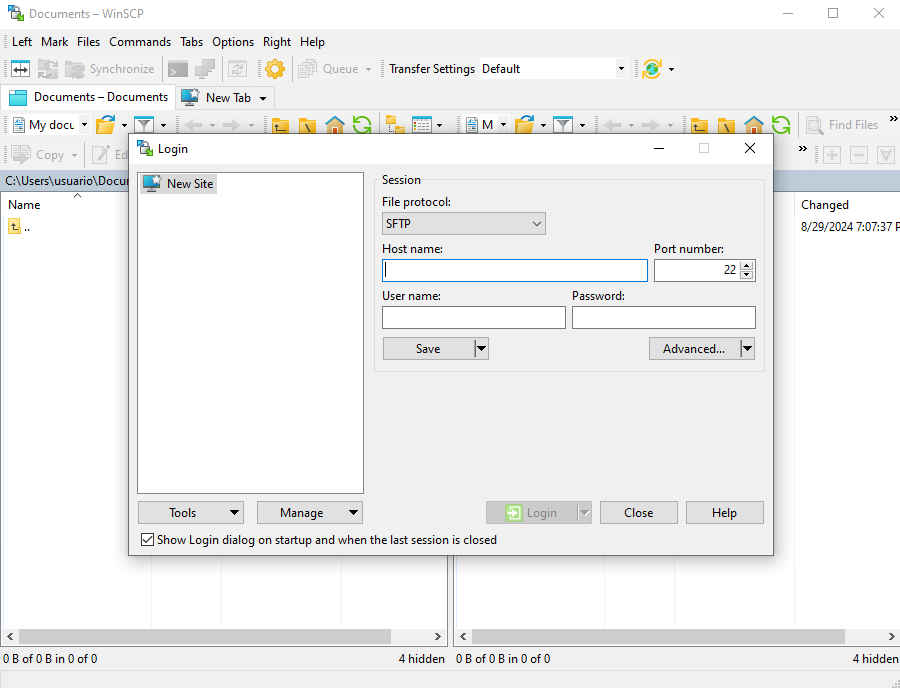 Documents – WinSCP
Left Mark Files Commands Tabs Options Right Help
Synchronize Queue Transfer Settings Default
Documents – Documents New Tab
My docu M Find Files »
Copy Ed »
C:\Users\usuario\Docum
Name Changed
.. 8/29/2024 7:07:37 P
Login
New Site
Session
File protocol:
SFTP
Host name: Port number:
22
User name: Password:
Save Advanced...
Tools Manage Login Close Help
Show Login dialog on startup and when the last session is closed
0 B of 0 B in 0 of 0 4 hidden 0 B of 0 B in 0 of 0 4 hidden